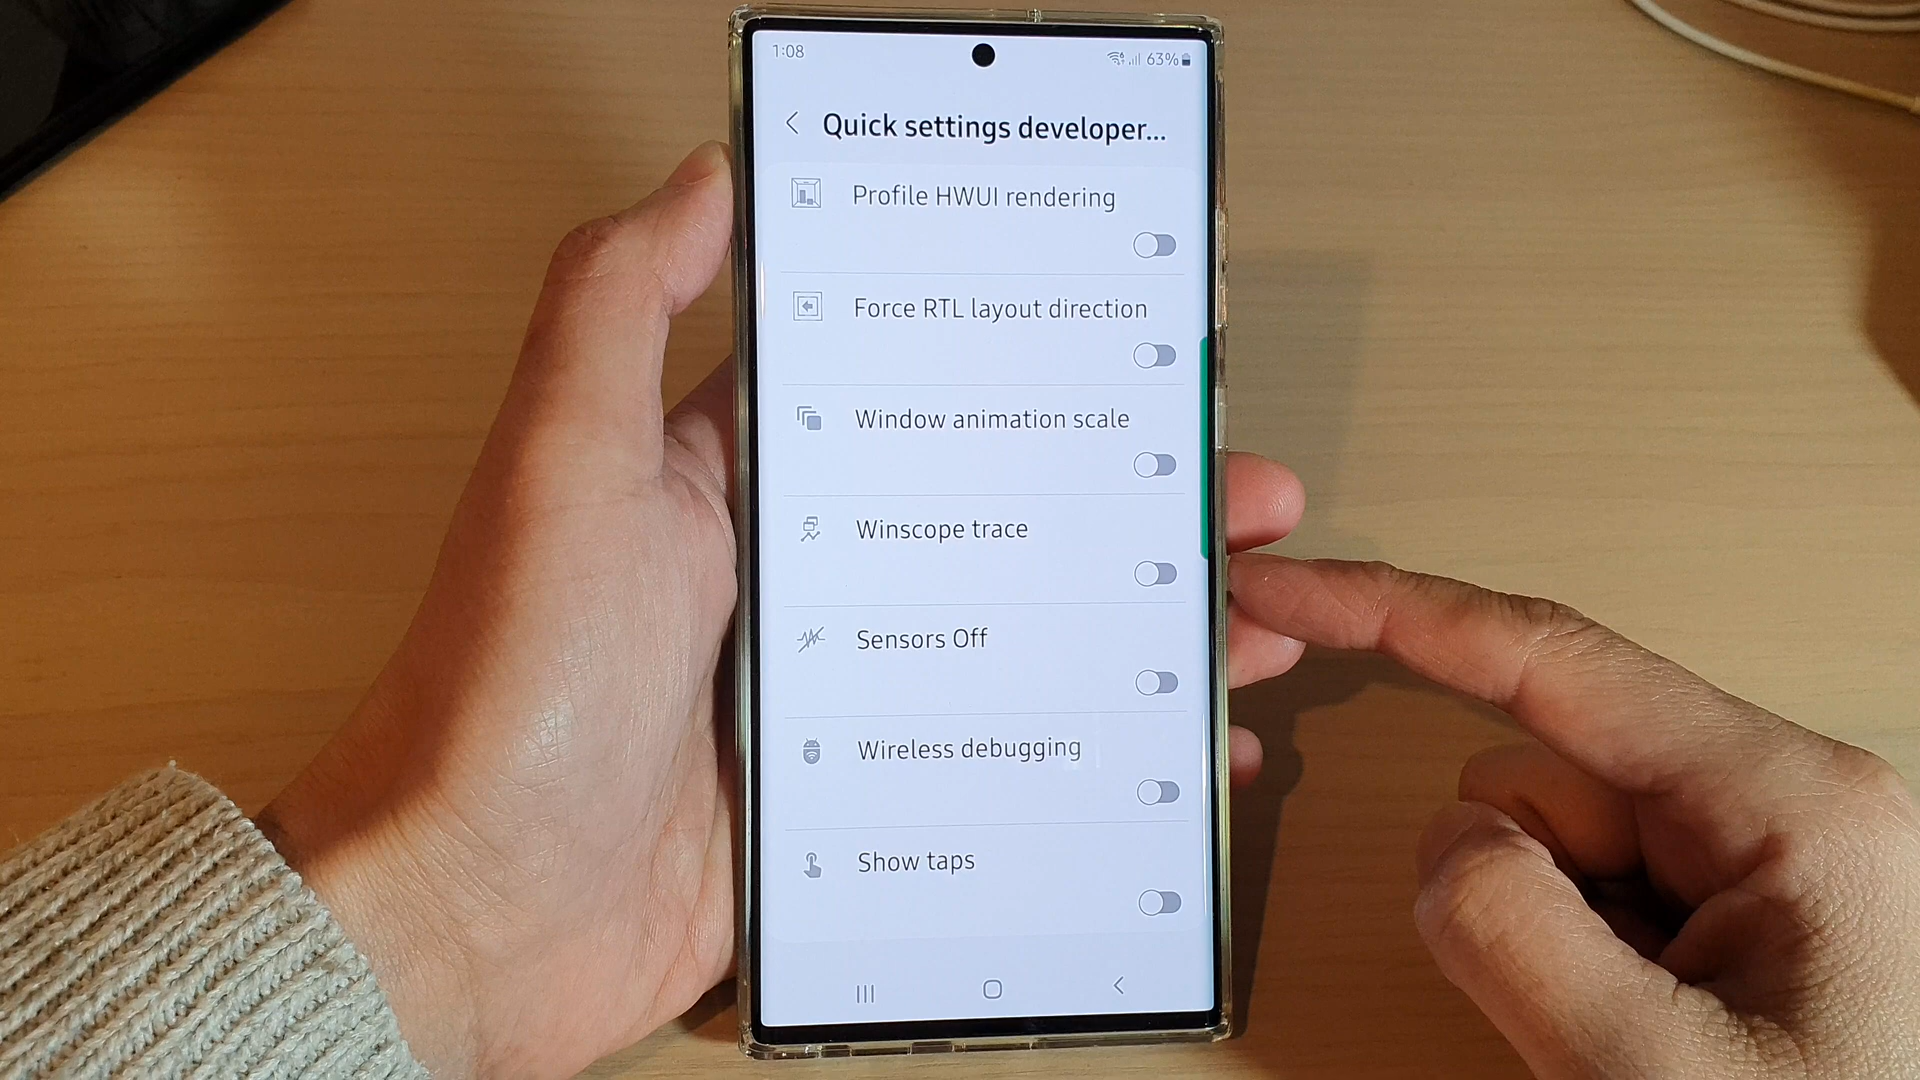 1:08
63%
Quick settings developer...
Profile HWUI rendering
Force RTL layout direction
Window animation scale
Winscope trace
Sensors Off
Wireless debugging
Show taps